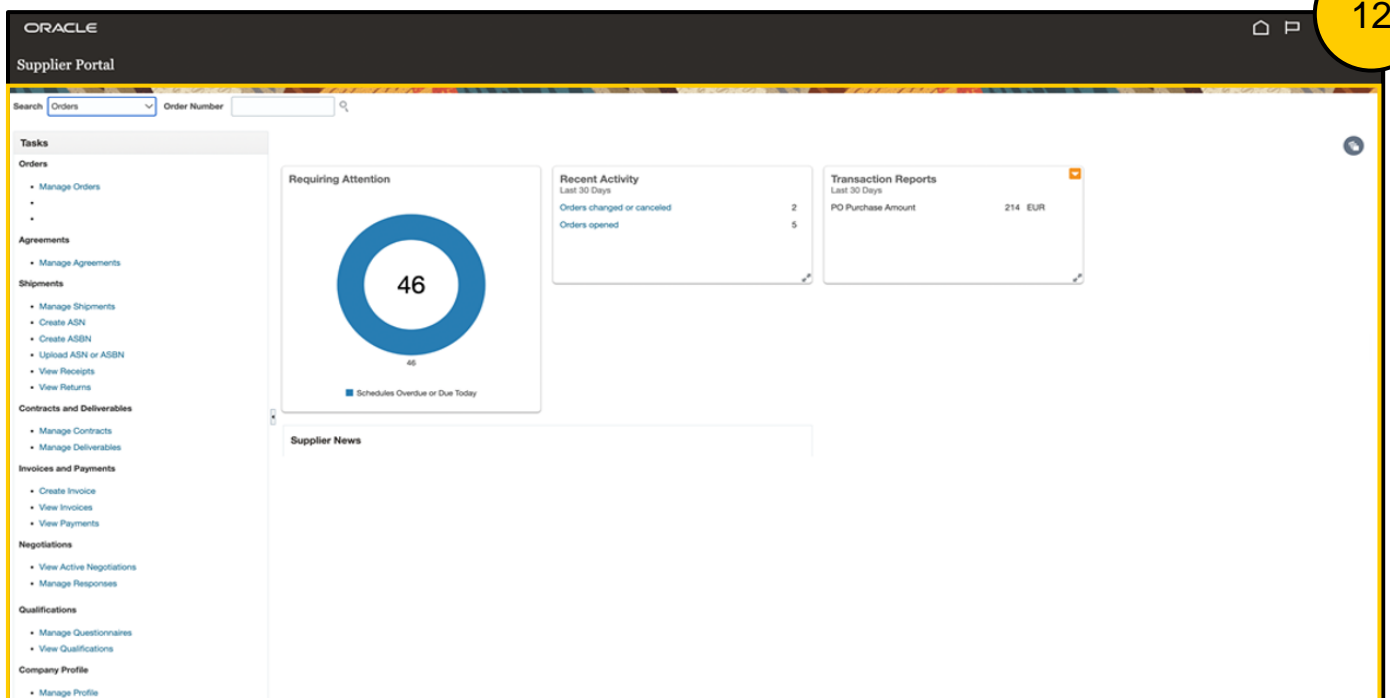 12
ORACLE
Supplier Portal
Search Orders Order Number
Tasks
Orders
• Manage Orders
•
•
Agreements
• Manage Agreements
Shipments
• Manage Shipments
• Create ASN
• Create ASBN
• Upload ASN or ASBN
• View Receipts
• View Returns
Contracts and Deliverables
• Manage Contracts
• Manage Deliverables
Invoices and Payments
• Create Invoice
• View Invoices
• View Payments
Negotiations
• View Active Negotiations
• Manage Responses
Qualifications
• Manage Questionnaires
• View Qualifications
Company Profile
• Manage Profile
Requiring Attention
46
46
Schedules Overdue or Due Today
Recent Activity
Last 30 Days
Orders changed or canceled 2
Orders opened 5
Transaction Reports
Last 30 Days
PO Purchase Amount 214 EUR
Supplier News